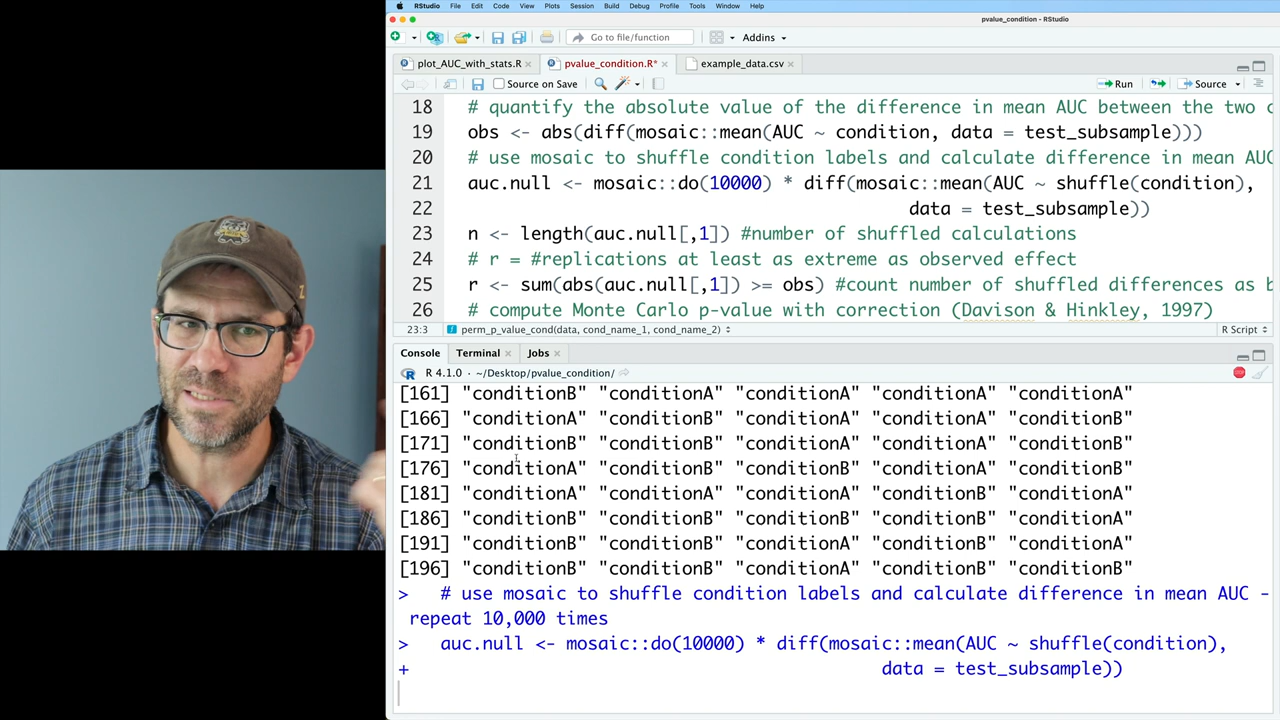 RStudio File Edit Code View Plots Session Build Debug Profile Tools Window Help
pvalue_condition - RStudio
Go to file/function Addins
plot_AUC_with_stats.R pvalue_condition.R* example_data.csv
Source on Save Run Source
18 # quantify the absolute value of the difference in mean AUC between the two c
19 obs <- abs(diff(mosaic::mean(AUC ~ condition, data = test_subsample)))
20 # use mosaic to shuffle condition labels and calculate difference in mean AUC
21 auc.null <- mosaic::do(10000) * diff(mosaic::mean(AUC ~ shuffle(condition),
22 data = test_subsample))
23 n <- length(auc.null[,1]) #number of shuffled calculations
24 # r = #replications at least as extreme as observed effect
25 r <- sum(abs(auc.null[,1]) >= obs) #count number of shuffled differences as b
26 # compute Monte Carlo p-value with correction (Davison & Hinkley, 1997)
23:3 perm_p_value_cond(data, cond_name_1, cond_name_2) R Script
Console Terminal Jobs
R 4.1.0 · ~/Desktop/pvalue_condition/
[161] "conditionB" "conditionA" "conditionA" "conditionA" "conditionA"
[166] "conditionA" "conditionB" "conditionA" "conditionA" "conditionB"
[171] "conditionB" "conditionB" "conditionA" "conditionB" "conditionA"
[176] "conditionA" "conditionB" "conditionB" "conditionA" "conditionB"
[181] "conditionA" "conditionA" "conditionA" "conditionB" "conditionA"
[186] "conditionB" "conditionB" "conditionB" "conditionB" "conditionA"
[191] "conditionB" "conditionB" "conditionA" "conditionB" "conditionA"
[196] "conditionB" "conditionB" "conditionA" "conditionB" "conditionB"
> # use mosaic to shuffle condition labels and calculate difference in mean AUC -
repeat 10,000 times
> auc.null <- mosaic::do(10000) * diff(mosaic::mean(AUC ~ shuffle(condition),
+ data = test_subsample))